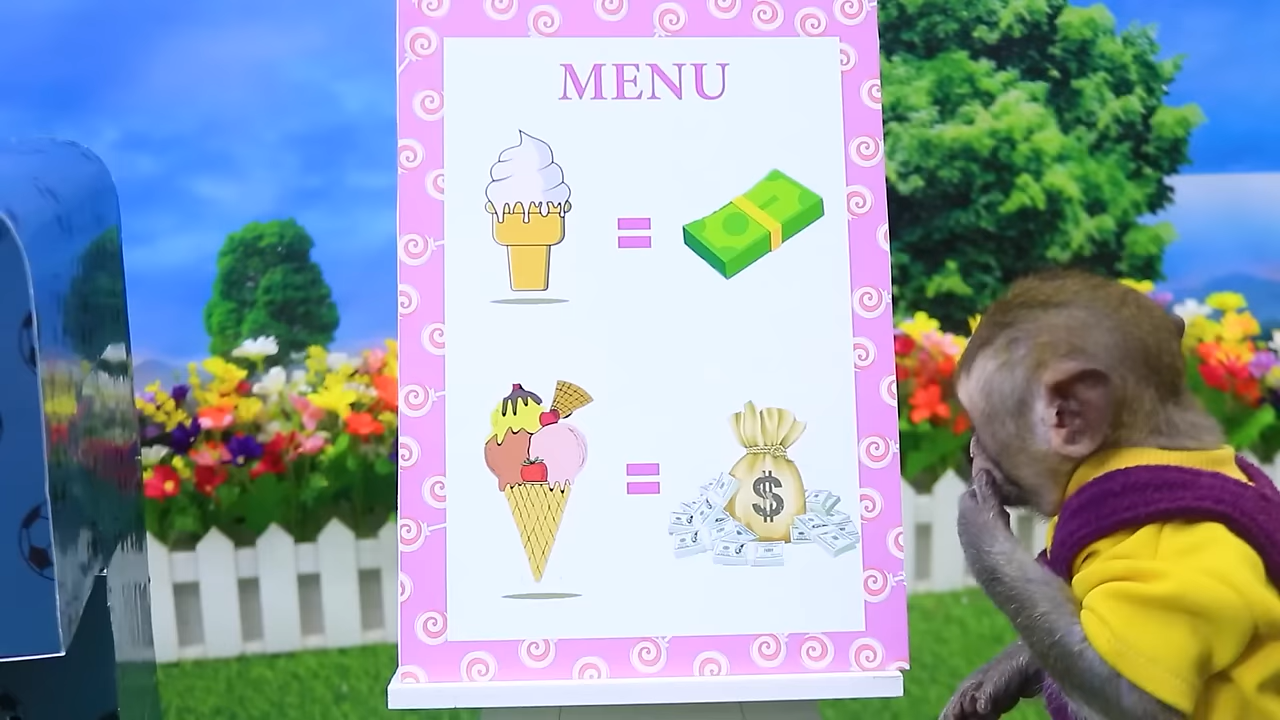 MENU
=
=
$